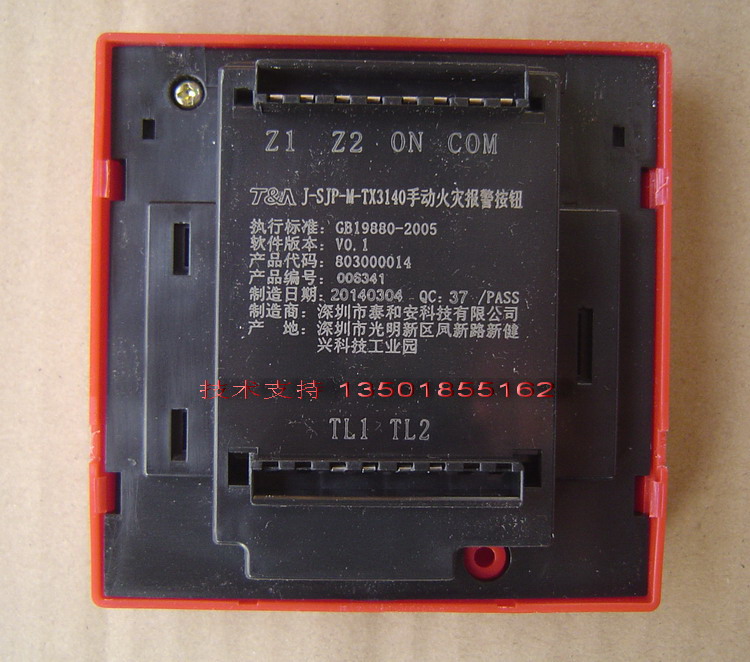 Z1 Z2 ON COM
T&A J-SJP-M-TX3140手动火灾报警按钮
执行标准：GB19880-2005
软件版本：V0.1
产品代码：803000014
产品编号：006341
制造日期：20140304 QC：37 /PASS
制造商：深圳市泰和安科技有限公司
产 地：深圳市光明新区凤新路新健
兴科技工业园
技术支持 13501855162
TL1 TL2